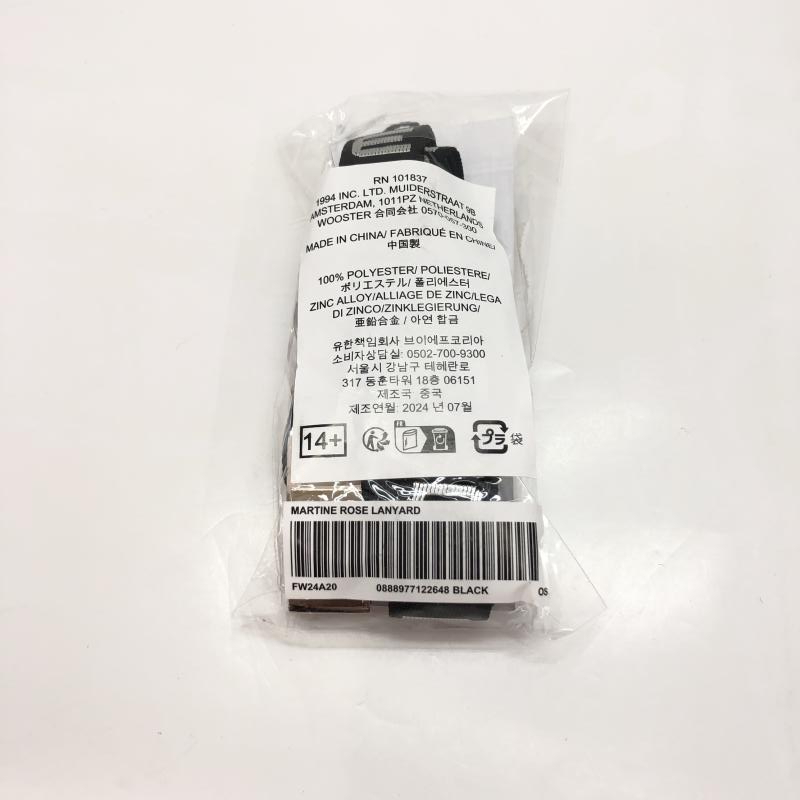 RN 101837
1994 INC. LTD. MUIDERSTRAAT 9B
AMSTERDAM, 1011PZ NETHERLANDS
WOOSTER 合同会社 0570-067-300
MADE IN CHINA/ FABRIQUÉ EN CHINE/
中国製
100% POLYESTER/ POLIESTERE/
ポリエステル/ 폴리에스터
ZINC ALLOY/ALLIAGE DE ZINC/LEGA
DI ZINCO/ZINKLEGIERUNG/
亜鉛合金 / 아연 합금
유한책임회사 브이에프코리아
소비자상담실: 0502-700-9300
서울시 강남구 테헤란로
317 동훈타워 18층 06151
제조국 중국
제조연월: 2024 년 07월
14+ FR プラ 袋
MARTINE ROSE LANYARD
FW24A20 0888977122648 BLACK OS